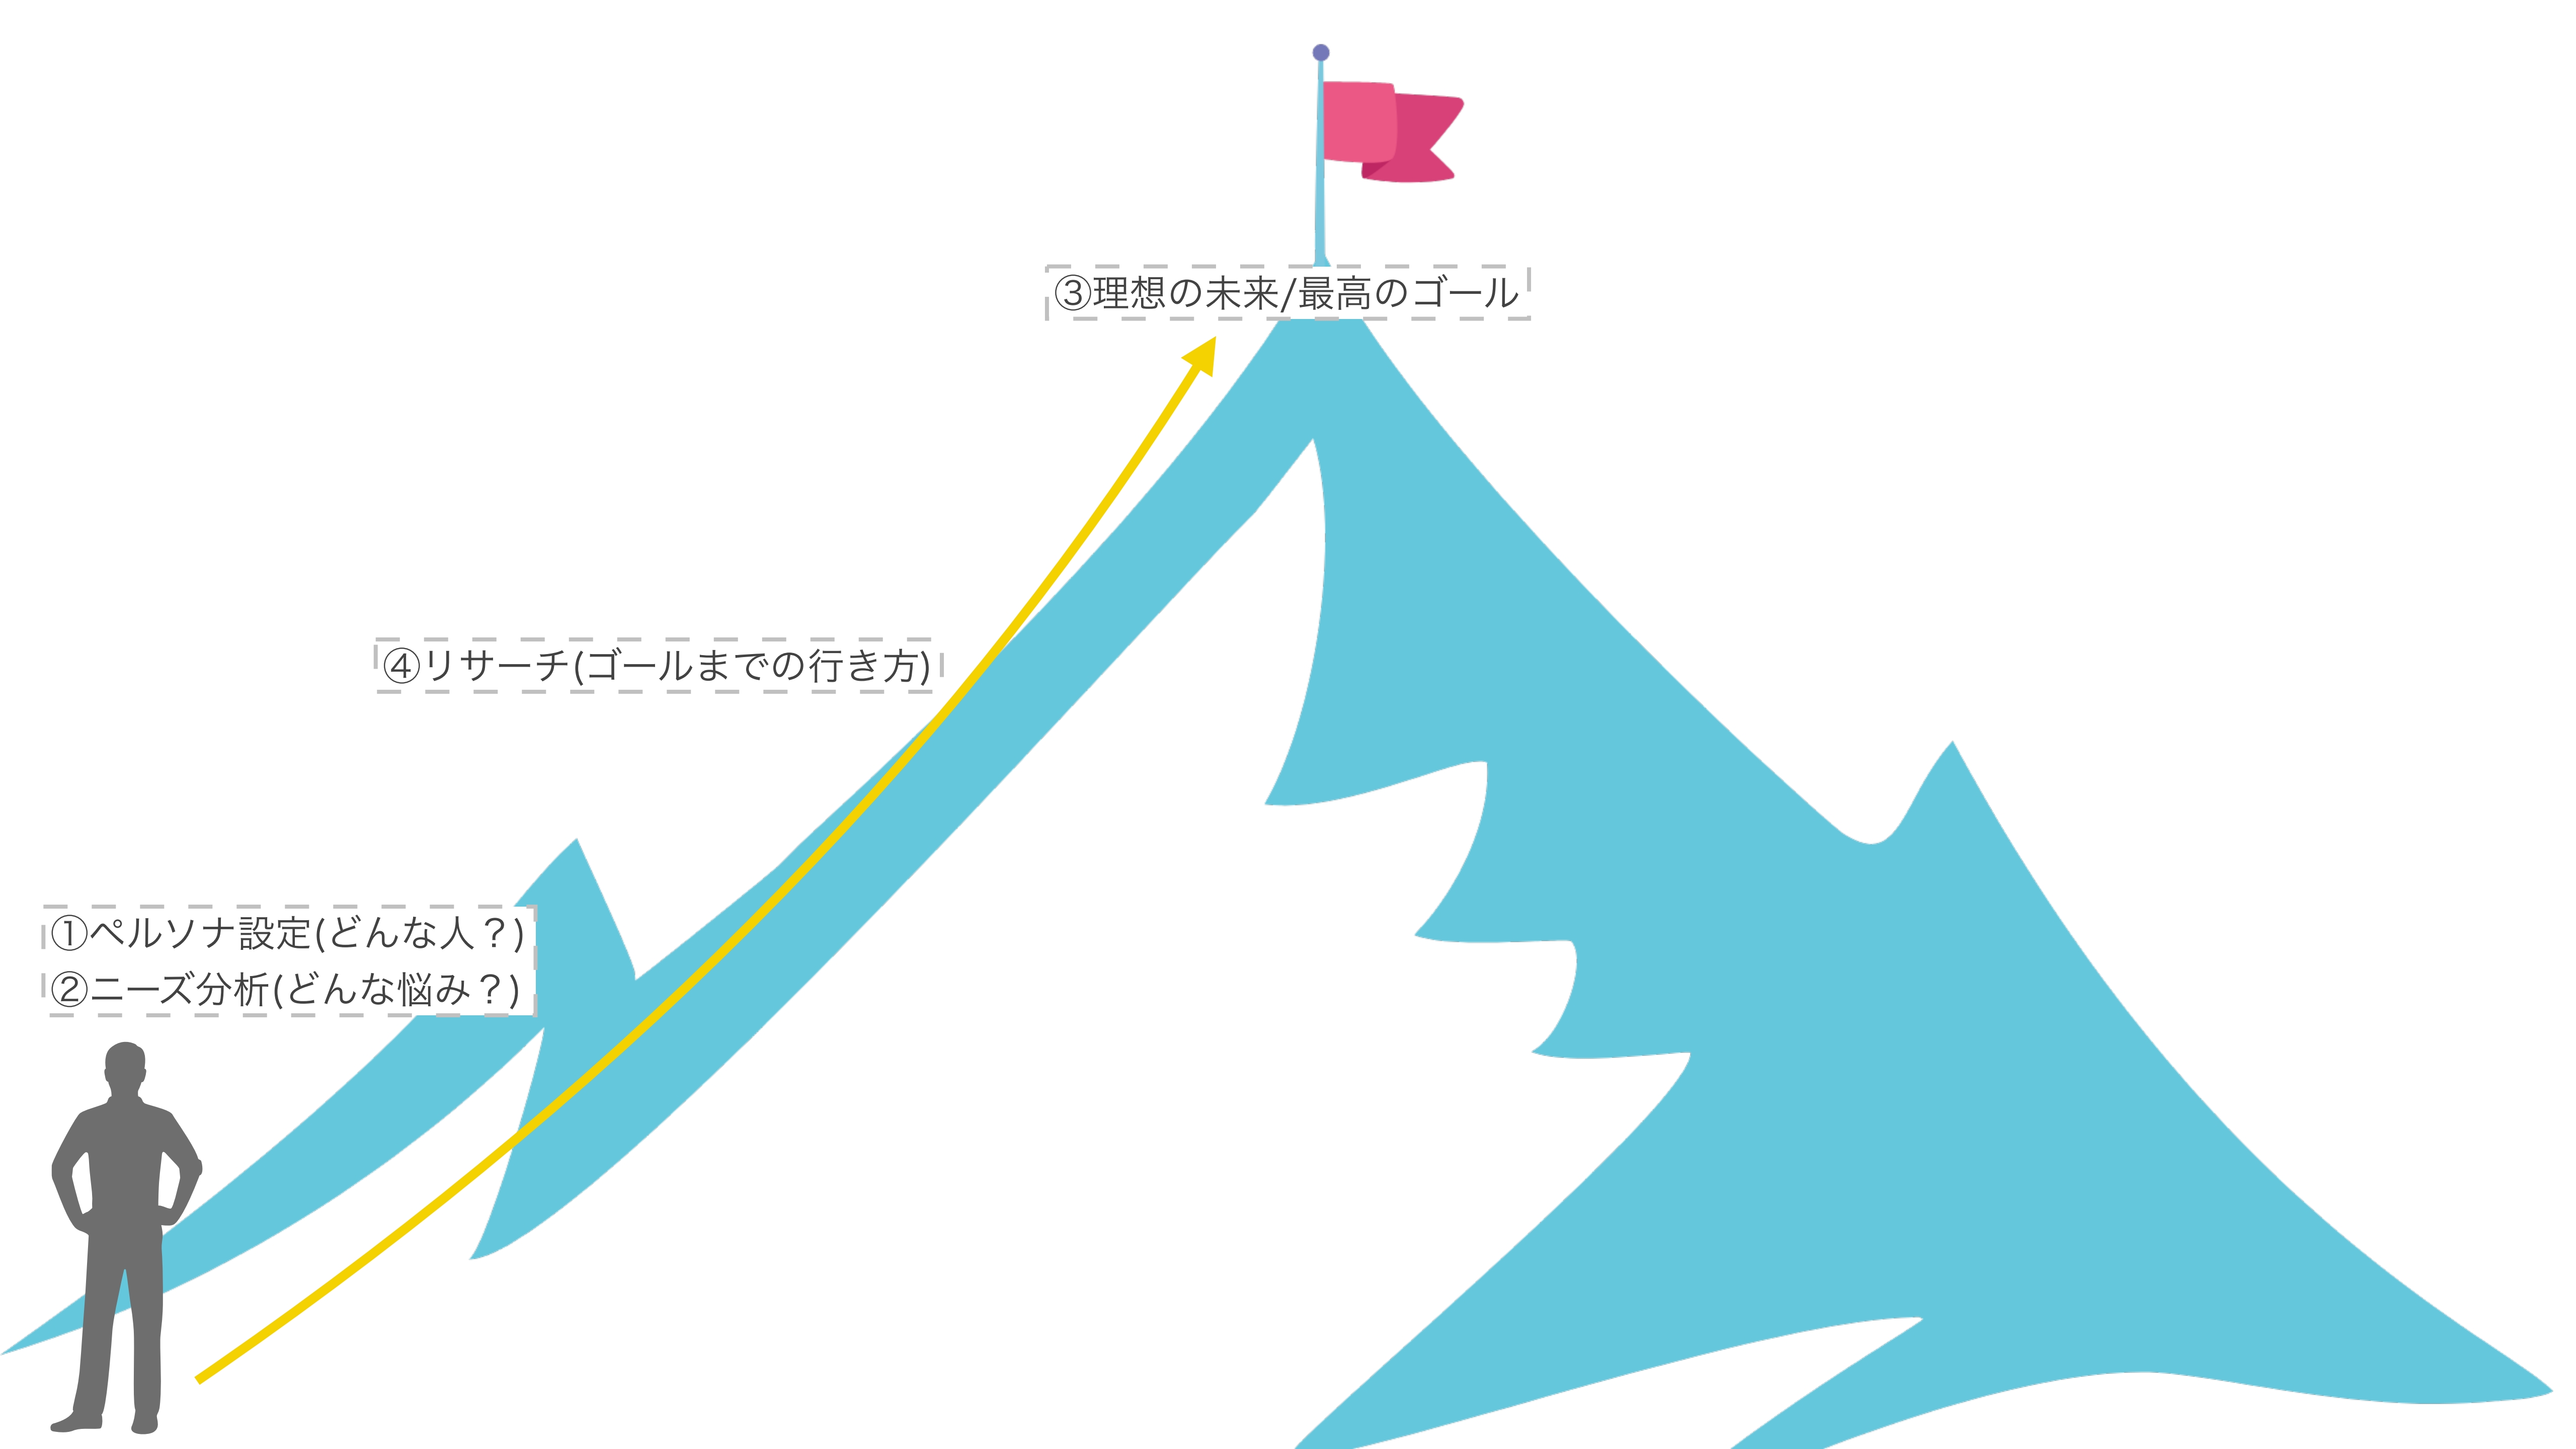 ③理想の未来/最高のゴール
④リサーチ(ゴールまでの行き方)
①ペルソナ設定(どんな人？)
②ニーズ分析(どんな悩み？)